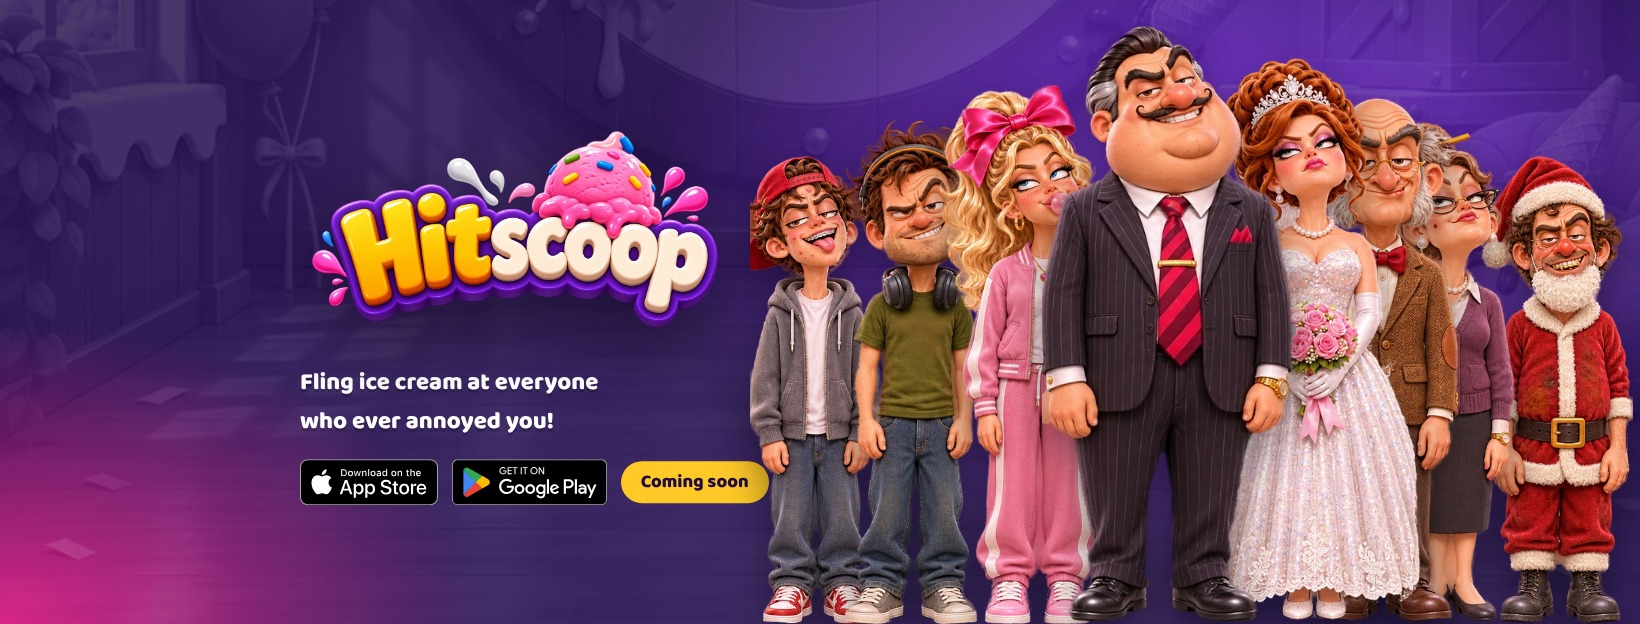 Hitscoop
Fling ice cream at everyone
who ever annoyed you!
Download on the
App Store
GET IT ON
Google Play
Coming soon